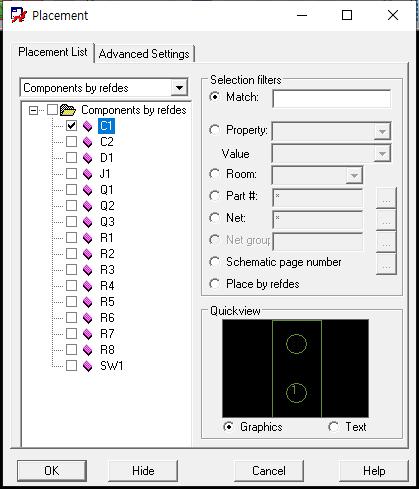 Placement
Placement List
Advanced Settings
Components by refdes
Components by refdes
C1
C2
D1
J1
Q1
Q2
Q3
R1
R2
R3
R4
R5
R6
R7
R8
SW1
Selection filters
Match:
Property:
Value
Room:
Part #: *
...
Net: *
...
Net group
...
Schematic page number
...
Place by refdes
Quickview
1
Graphics
Text
OK
Hide
Cancel
Help